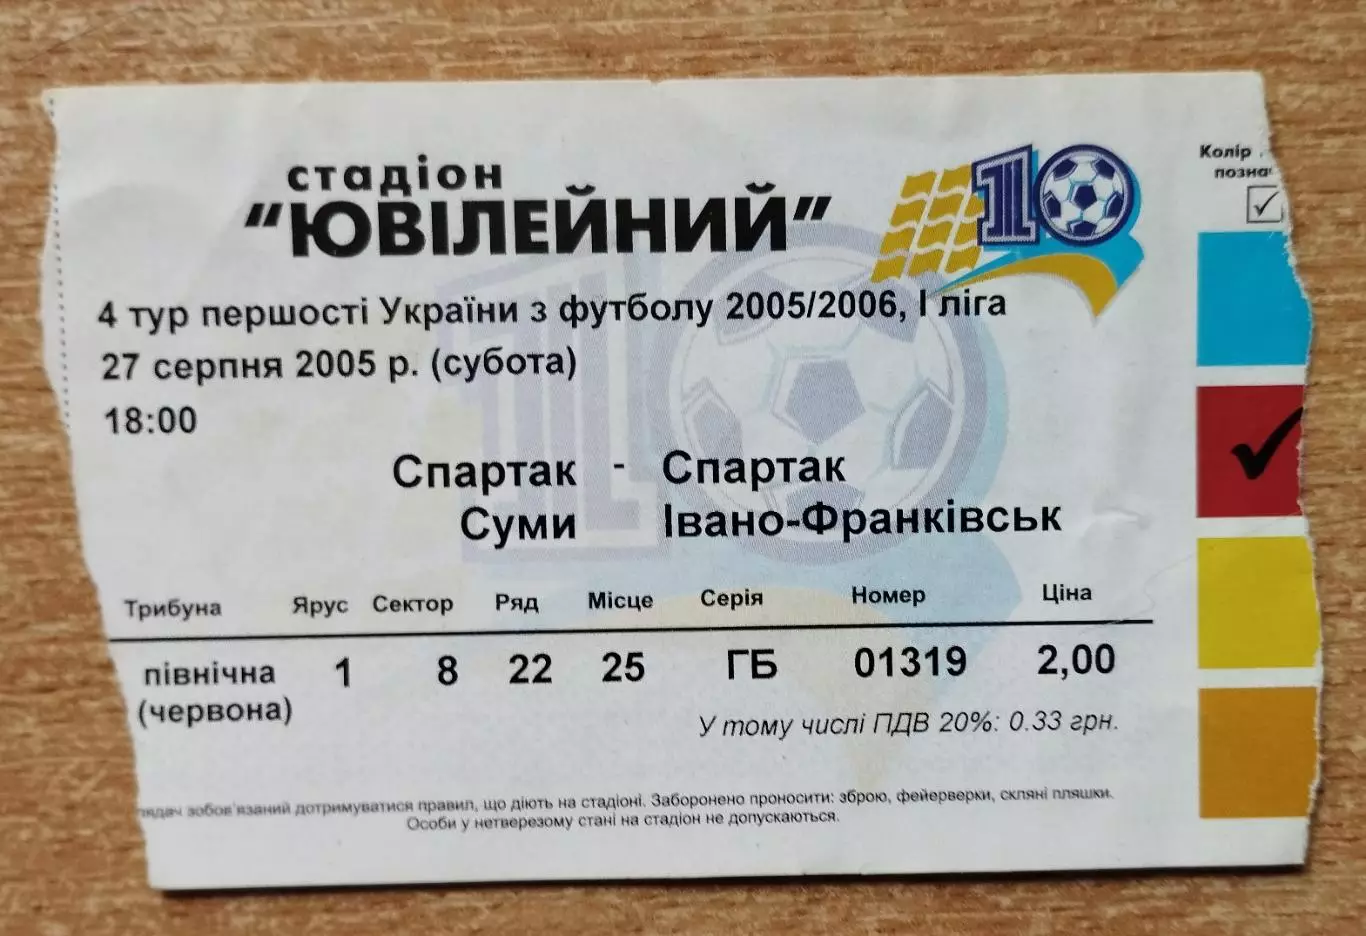 стадіон
"ЮВІЛЕЙНИЙ"
10
Колір
4 тур першості України з футболу 2005/2006, І ліга
27 серпня 2005 р. (субота)
18:00
Спартак - Спартак
Суми Івано-Франківськ
Трибуна Ярус Сектор Ряд Місце Серія Номер Ціна
північна 1 8 22 25 ГБ 01319 2,00
(червона)
У тому числі ПДВ 20%: 0.33 грн.
зобов'язаний дотримуватися правил, що діють на стадіоні. Заборонено проносити: зброю, фейерверки, скляні пляшки.
Особи у нетверезому стані на стадіон не допускаються.